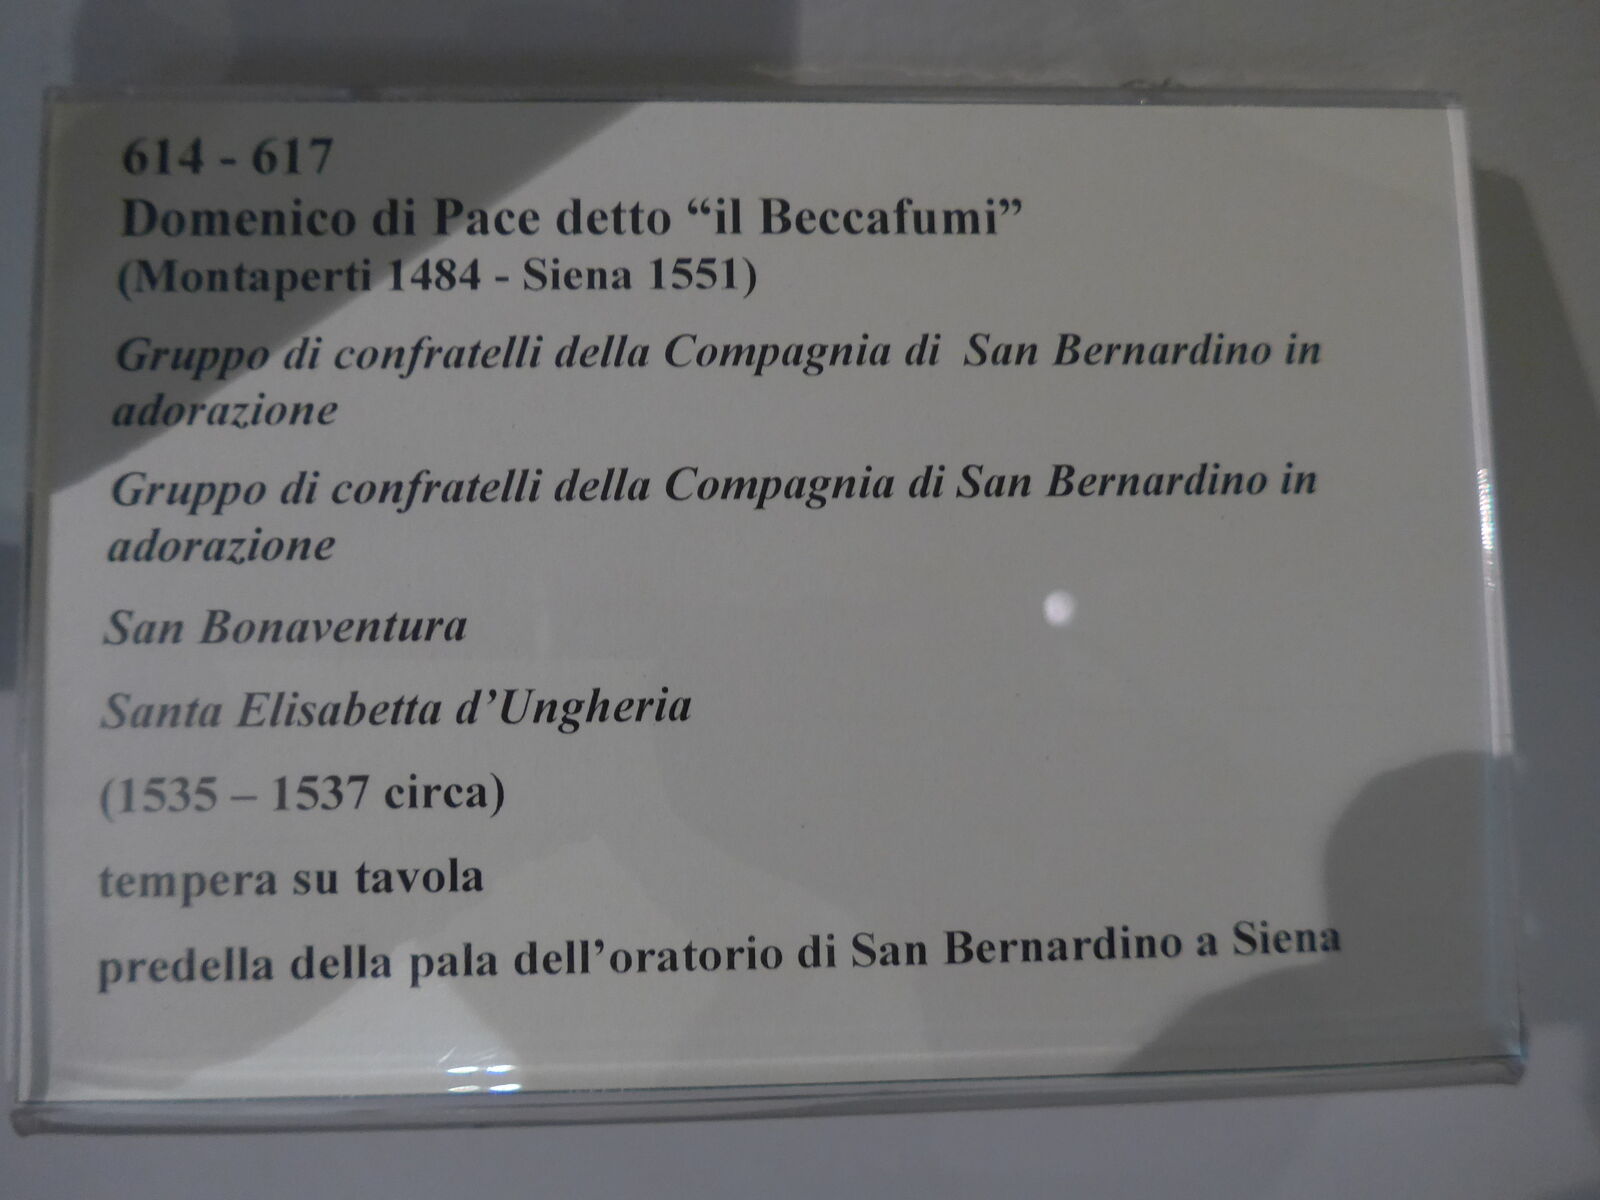 614 - 617
Domenico di Pace detto “il Beccafumi”
(Montaperti 1484 - Siena 1551)
Gruppo di confratelli della Compagnia di San Bernardino in
adorazione
Gruppo di confratelli della Compagnia di San Bernardino in
adorazione
San Bonaventura
Santa Elisabetta d’Ungheria
(1535 – 1537 circa)
tempera su tavola
predella della pala dell’oratorio di San Bernardino a Siena